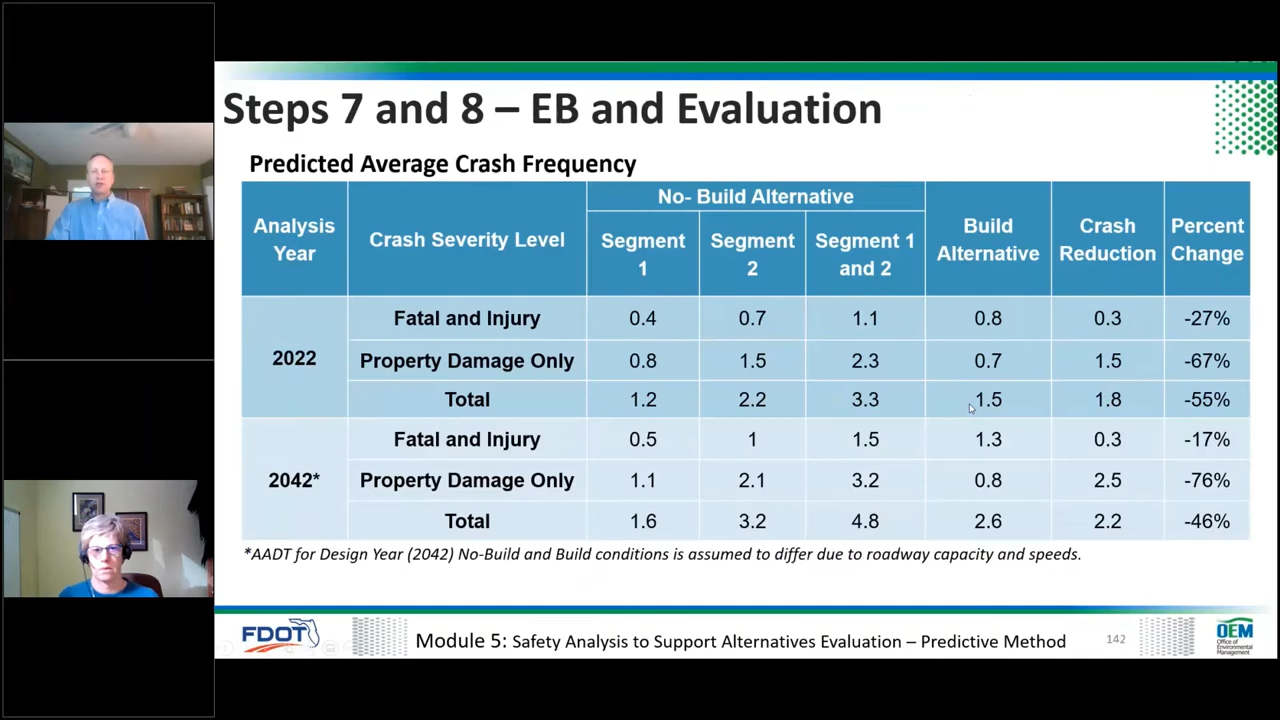 Steps 7 and 8 – EB and Evaluation
Predicted Average Crash Frequency
Analysis Year Crash Severity Level No- Build Alternative Build Alternative Crash Reduction Percent Change
Segment 1 Segment 2 Segment 1 and 2
2022 Fatal and Injury 0.4 0.7 1.1 0.8 0.3 -27%
Property Damage Only 0.8 1.5 2.3 0.7 1.5 -67%
Total 1.2 2.2 3.3 1.5 1.8 -55%
2042* Fatal and Injury 0.5 1 1.5 1.3 0.3 -17%
Property Damage Only 1.1 2.1 3.2 0.8 2.5 -76%
Total 1.6 3.2 4.8 2.6 2.2 -46%
*AADT for Design Year (2042) No-Build and Build conditions is assumed to differ due to roadway capacity and speeds.
FDOT
Module 5: Safety Analysis to Support Alternatives Evaluation – Predictive Method
142
OEM
Office of
Environmental
Management